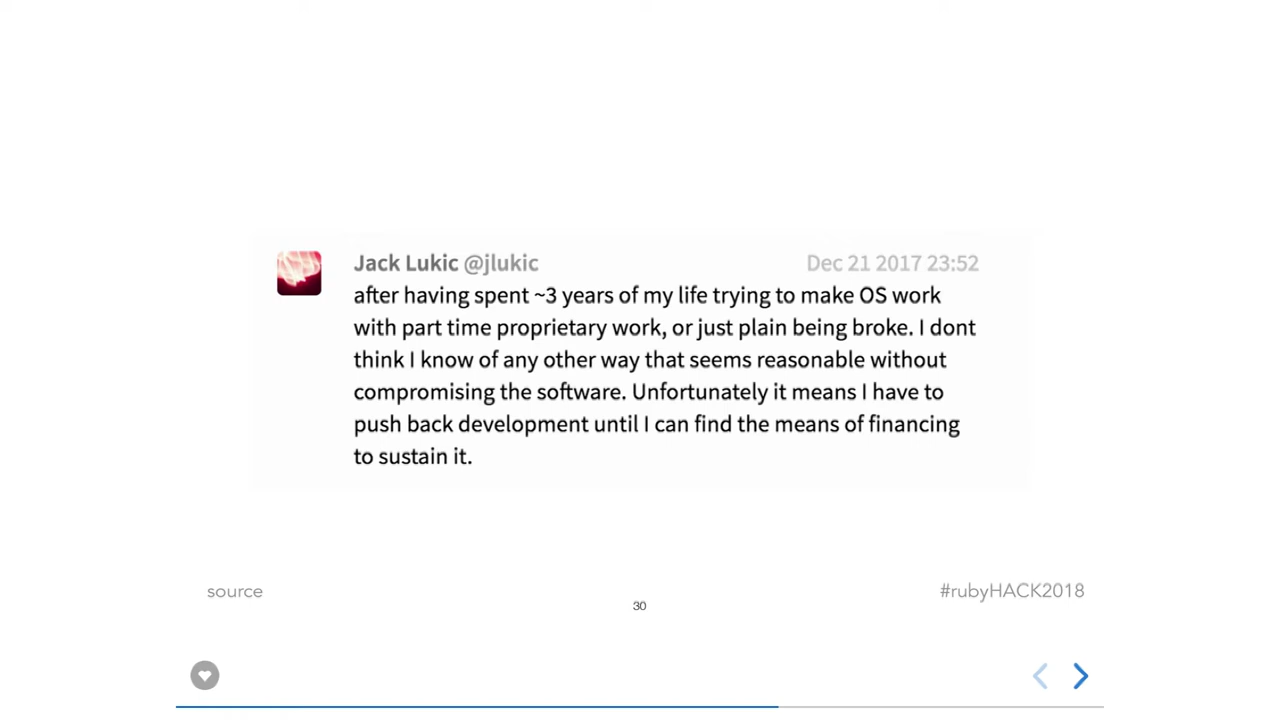 Jack Lukic @jlukic Dec 21 2017 23:52
after having spent ~3 years of my life trying to make OS work
with part time proprietary work, or just plain being broke. I dont
think I know of any other way that seems reasonable without
compromising the software. Unfortunately it means I have to
push back development until I can find the means of financing
to sustain it.
source #rubyHACK2018
30